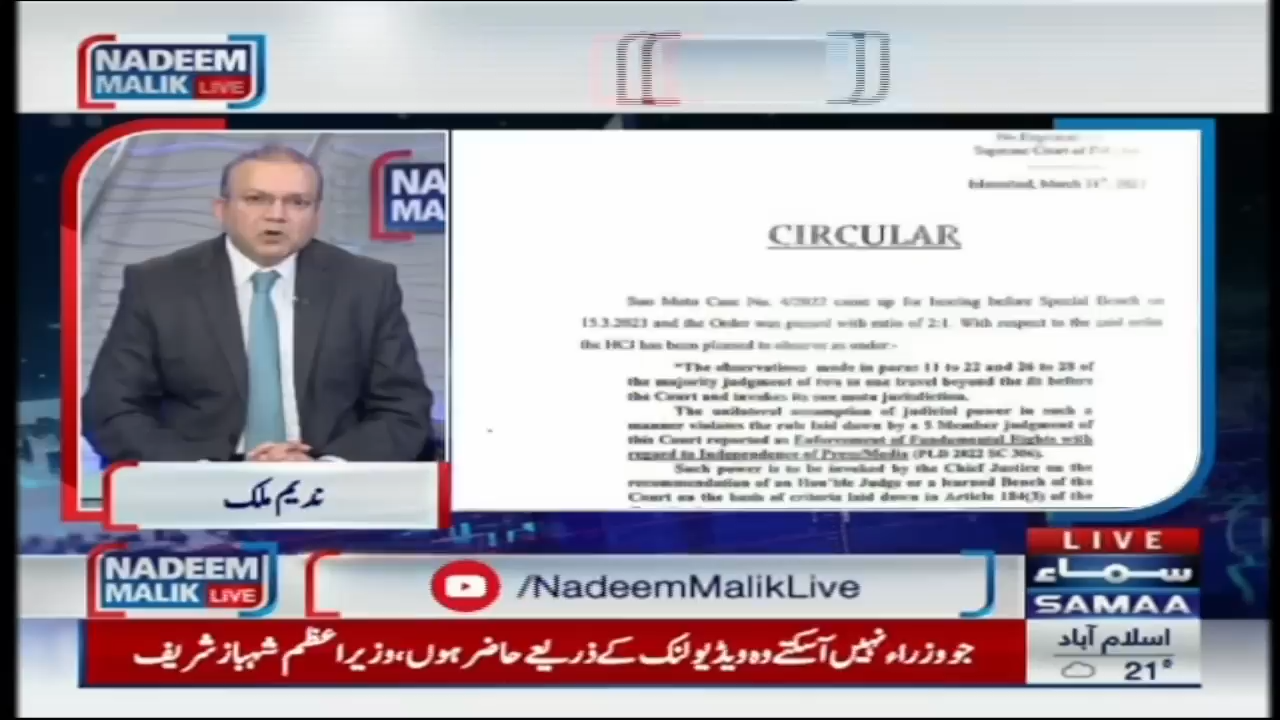 NADEEM
MALIK LIVE
NA
MA
Supreme Court of
Islamabad, March 31st, 2023
CIRCULAR
Suo Moto Case No. 4/2022 came up for hearing before Special Bench on
15.3.2023 and the Order was passed with ratio of 2:1. With respect to the said order
the HCJ has been pleased to observe as under:-
"The observations made in paras 11 to 22 and 26 to 28 of
the majority judgment of two is one travel beyond the lis before
the Court and invokes its suo motu jurisdiction.
The unilateral assumption of judicial power in such a
manner violates the rule laid down by a 5 Member judgment of
this Court reported as Enforcement of Fundamental Rights with
regard to Independence of Press/Media (PLD 2022 SC 306).
Such power is to be invoked by the Chief Justice on the
recommendation of an Hon'ble Judge or a learned Bench of the
Court on the basis of criteria laid down in Article 184(3) of the
ندیم ملک
NADEEM
MALIK LIVE
/NadeemMalikLive
LIVE
سماء
SAMAA
جو وزراء نہیں آسکتے وہ ویڈیو لنک کے ذریعے حاضر ہوں، وزیر اعظم شہباز شریف
اسلام آباد
21°